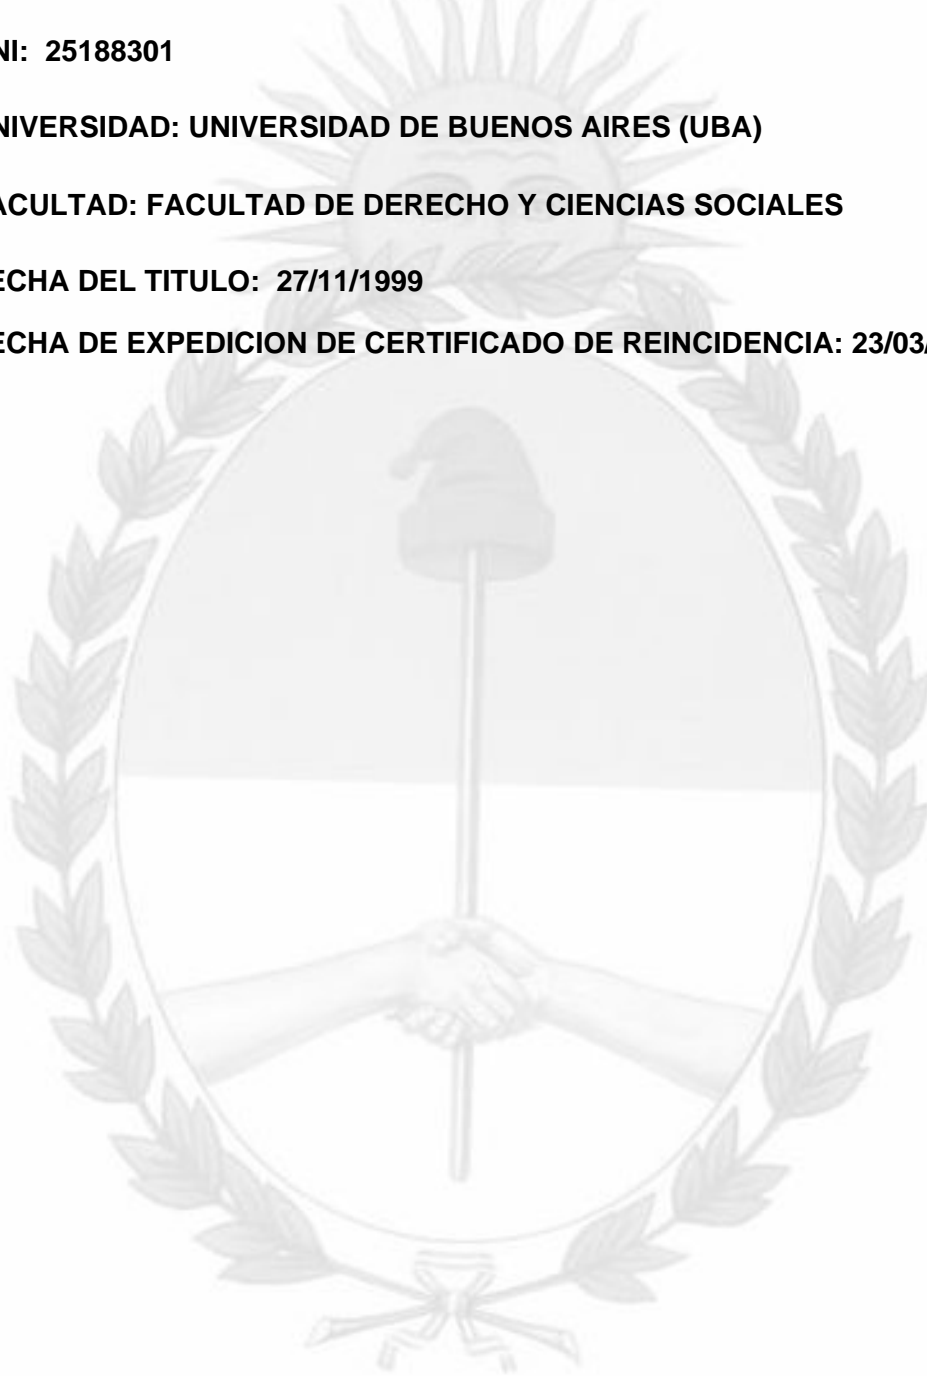 NI: 25188301
NIVERSIDAD: UNIVERSIDAD DE BUENOS AIRES (UBA)
ACULTAD: FACULTAD DE DERECHO Y CIENCIAS SOCIALES
ECHA DEL TITULO: 27/11/1999
ECHA DE EXPEDICION DE CERTIFICADO DE REINCIDENCIA: 23/03/